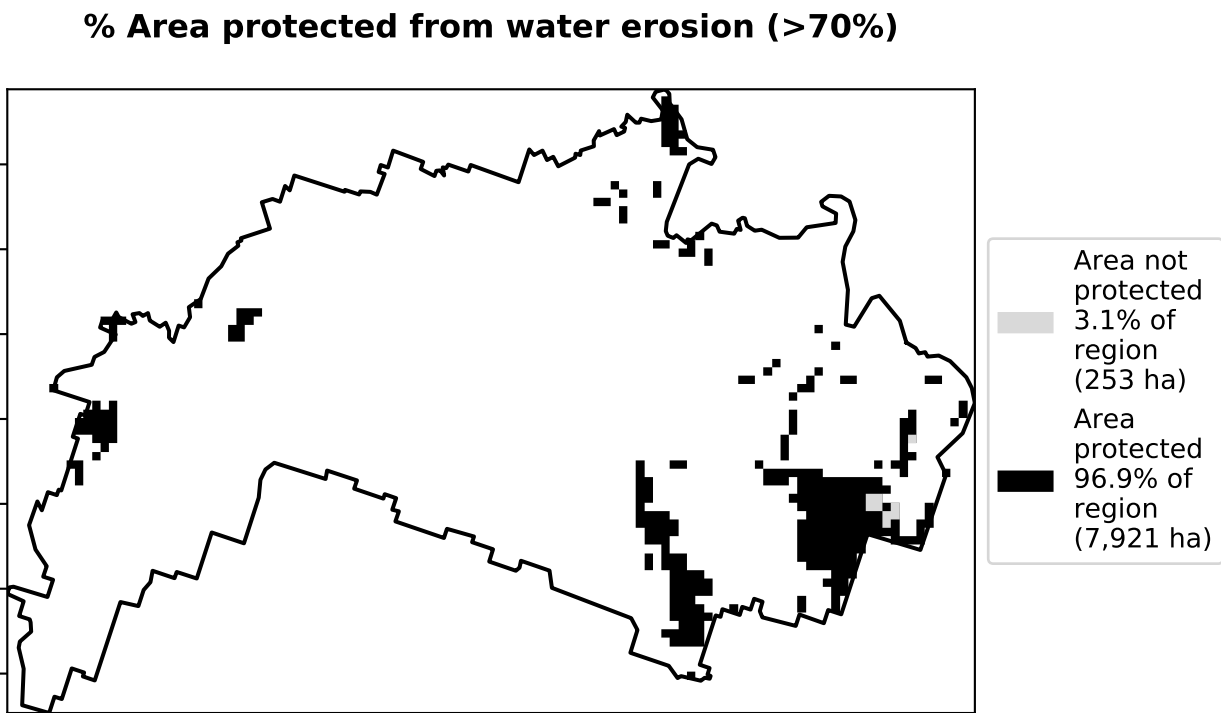 % Area protected from water erosion (>70%)
Area not
protected
3.1% of
region
(253 ha)
Area
protected
96.9% of
region
(7,921 ha)